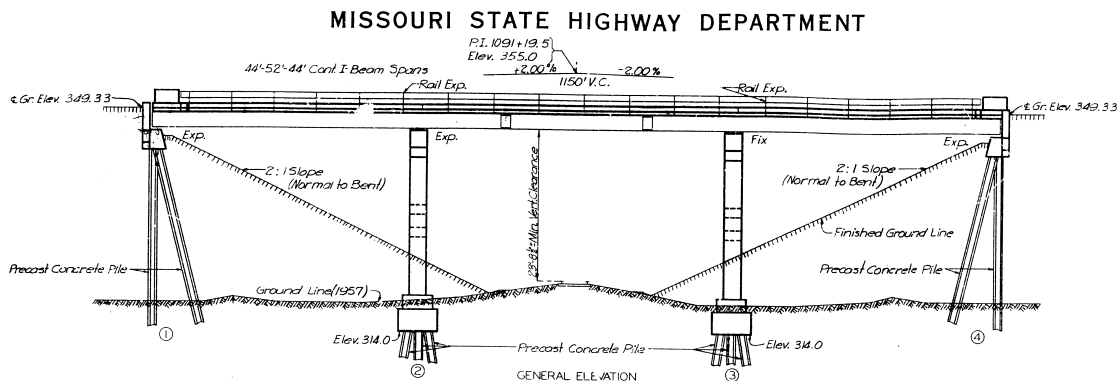 MISSOURI STATE HIGHWAY DEPARTMENT
P.I. 1091+19.5
Elev. 355.0
+2.00%
-2.00%
1150' V.C.
44'-52'-44' Cont. I-Beam Spans
Rail Exp.
Rail Exp.
℄ Gr. Elev. 349.33
℄ Gr. Elev. 349.33
Exp.
Exp.
Fix
Exp.
2:1 Slope
(Normal to Bent)
2:1 Slope
(Normal to Bent)
Min. Vert. Clearance
Finished Ground Line
Precast Concrete Pile
Precast Concrete Pile
Ground Line (1957)
1
4
Elev. 314.0
Precast Concrete Pile
Elev. 314.0
2
3
GENERAL ELEVATION